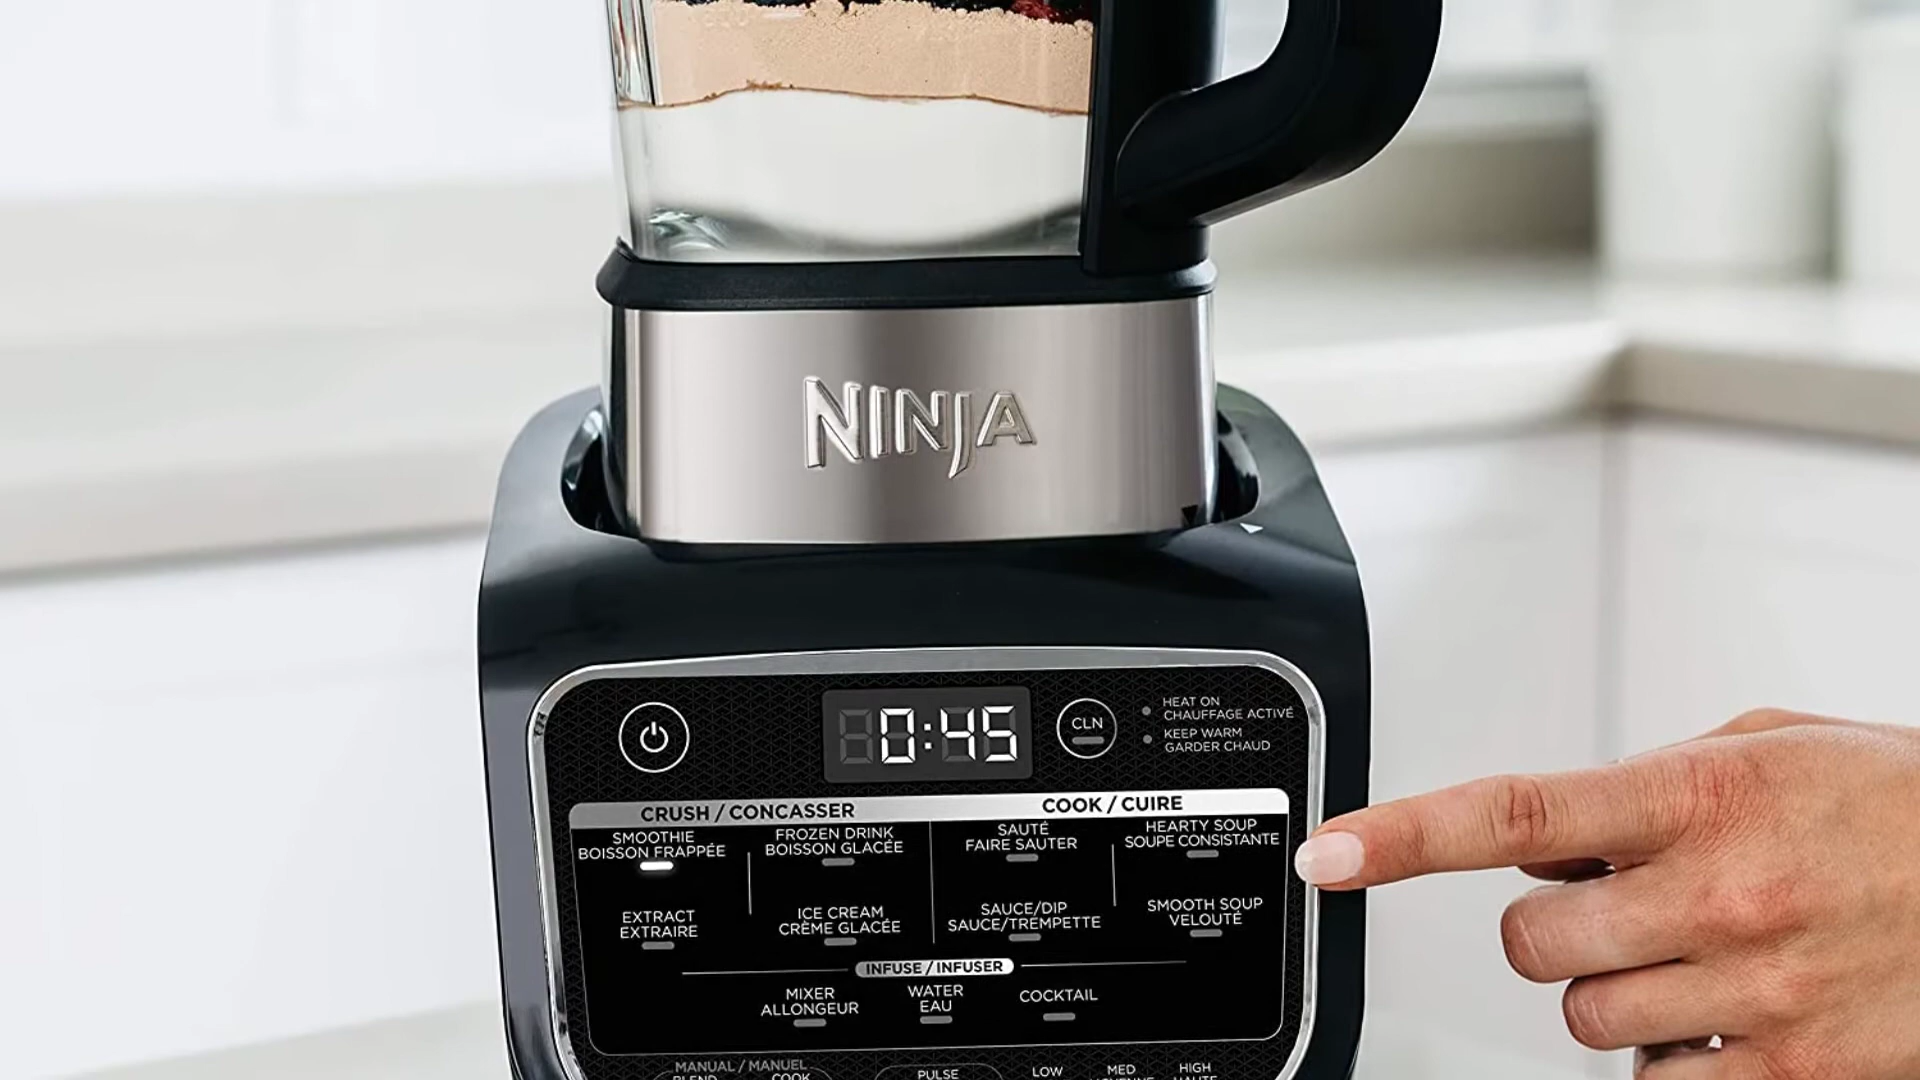 NINJA
0:45
CLN
HEAT ON
CHAUFFAGE ACTIVÉ
KEEP WARM
GARDER CHAUD
CRUSH / CONCASSER
COOK / CUIRE
SMOOTHIE
BOISSON FRAPPÉE
FROZEN DRINK
BOISSON GLACÉE
SAUTÉ
FAIRE SAUTER
HEARTY SOUP
SOUPE CONSISTANTE
EXTRACT
EXTRAIRE
ICE CREAM
CRÈME GLACÉE
SAUCE/DIP
SAUCE/TREMPETTE
SMOOTH SOUP
VELOUTÉ
INFUSE / INFUSER
MIXER
ALLONGEUR
WATER
EAU
COCKTAIL
MANUAL / MANUEL
BLEND
COOK
PULSE
LOW
MED
HIGH